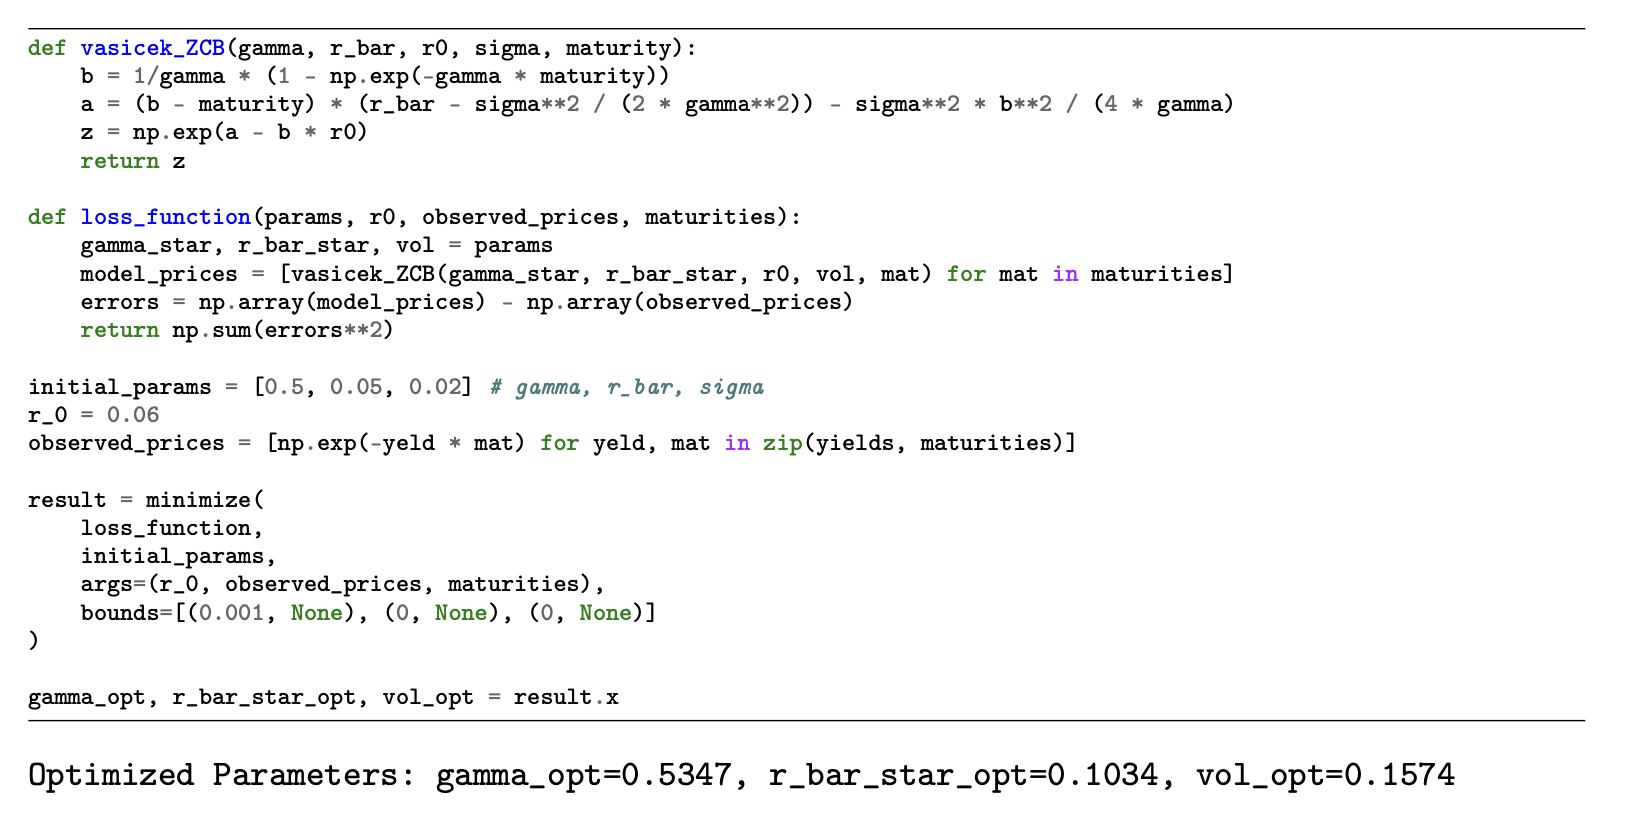 def vasicek_ZCB(gamma, r_bar, r0, sigma, maturity):
    b = 1/gamma * (1 - np.exp(-gamma * maturity))
    a = (b - maturity) * (r_bar - sigma**2 / (2 * gamma**2)) - sigma**2 * b**2 / (4 * gamma)
    z = np.exp(a - b * r0)
    return z

def loss_function(params, r0, observed_prices, maturities):
    gamma_star, r_bar_star, vol = params
    model_prices = [vasicek_ZCB(gamma_star, r_bar_star, r0, vol, mat) for mat in maturities]
    errors = np.array(model_prices) - np.array(observed_prices)
    return np.sum(errors**2)

initial_params = [0.5, 0.05, 0.02] # gamma, r_bar, sigma
r_0 = 0.06
observed_prices = [np.exp(-yeld * mat) for yeld, mat in zip(yields, maturities)]

result = minimize(
    loss_function,
    initial_params,
    args=(r_0, observed_prices, maturities),
    bounds=[(0.001, None), (0, None), (0, None)]
)

gamma_opt, r_bar_star_opt, vol_opt = result.x
Optimized Parameters: gamma_opt=0.5347, r_bar_star_opt=0.1034, vol_opt=0.1574